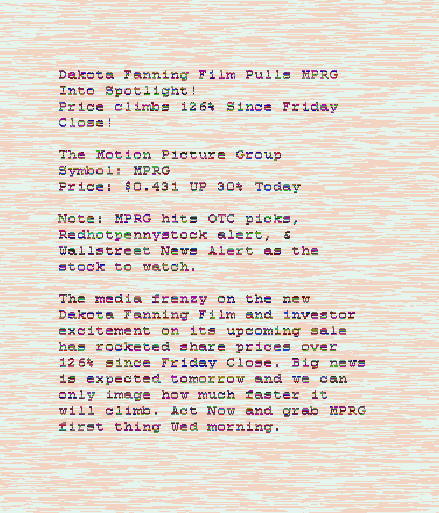 Dakota Fanning Film Pulls MPRG
Into Spotlight!
Price climbs 126% Since Friday
Close!
The Motion Picture Group
Symbol: MPRG
Price: $0.431 UP 30% Today
Note: MPRG hits OTC picks,
Redhotpennystock alert, &
Wallstreet News Alert as the
stock to watch.
The media frenzy on the new
Dakota Fanning Film and investor
excitement on its upcoming sale
has rocketed share prices over
126% since Friday Close. Big news
is expected tomorrow and we can
only image how much faster it
will climb. Act Now and grab MPRG
first thing Wed morning.